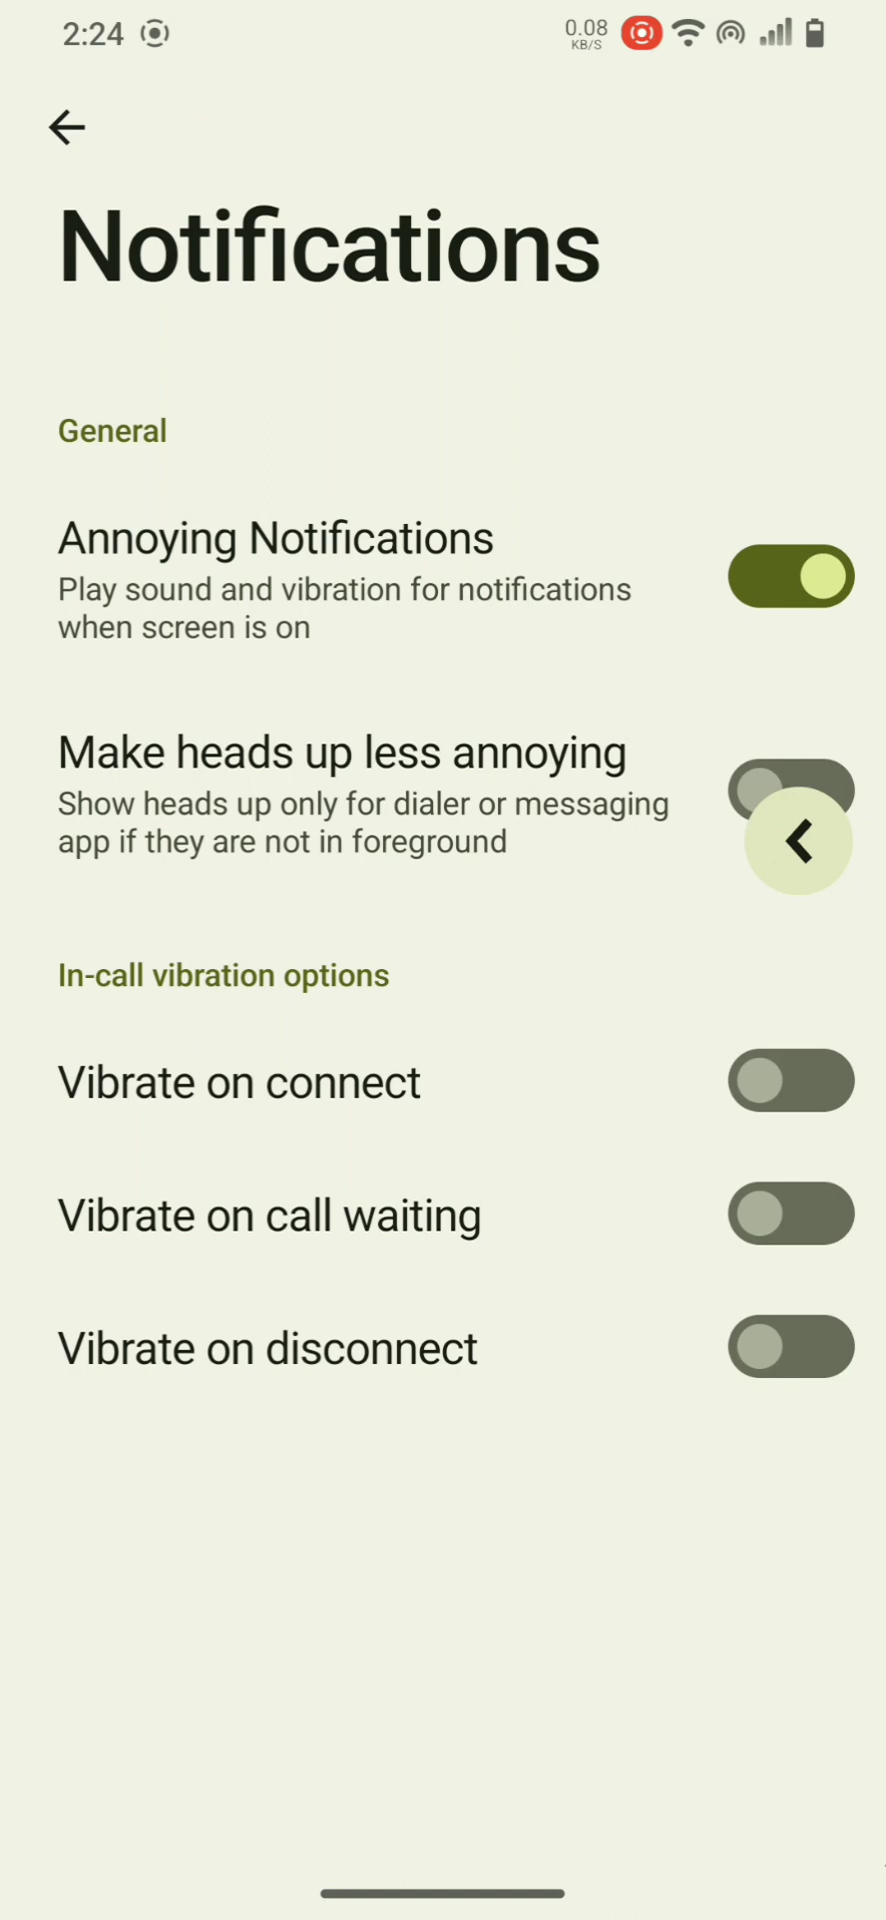 2:24
0.08
KB/S
Notifications
General
Annoying Notifications
Play sound and vibration for notifications
when screen is on
Make heads up less annoying
Show heads up only for dialer or messaging
app if they are not in foreground
In-call vibration options
Vibrate on connect
Vibrate on call waiting
Vibrate on disconnect